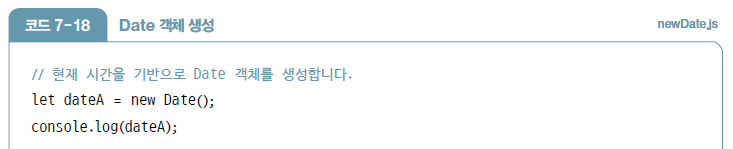 코드 7-18 Date 객체 생성 newDate.js
// 현재 시간을 기반으로 Date 객체를 생성합니다.
let dateA = new Date();
console.log(dateA);